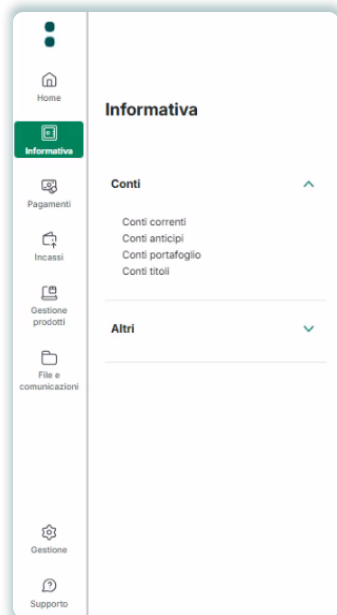 Home
Informativa
Pagamenti
Incassi
Gestione
prodotti
File e
comunicazioni
Gestione
Supporto
Informativa
Conti
Conti correnti
Conti anticipi
Conti portafoglio
Conti titoli
Altri